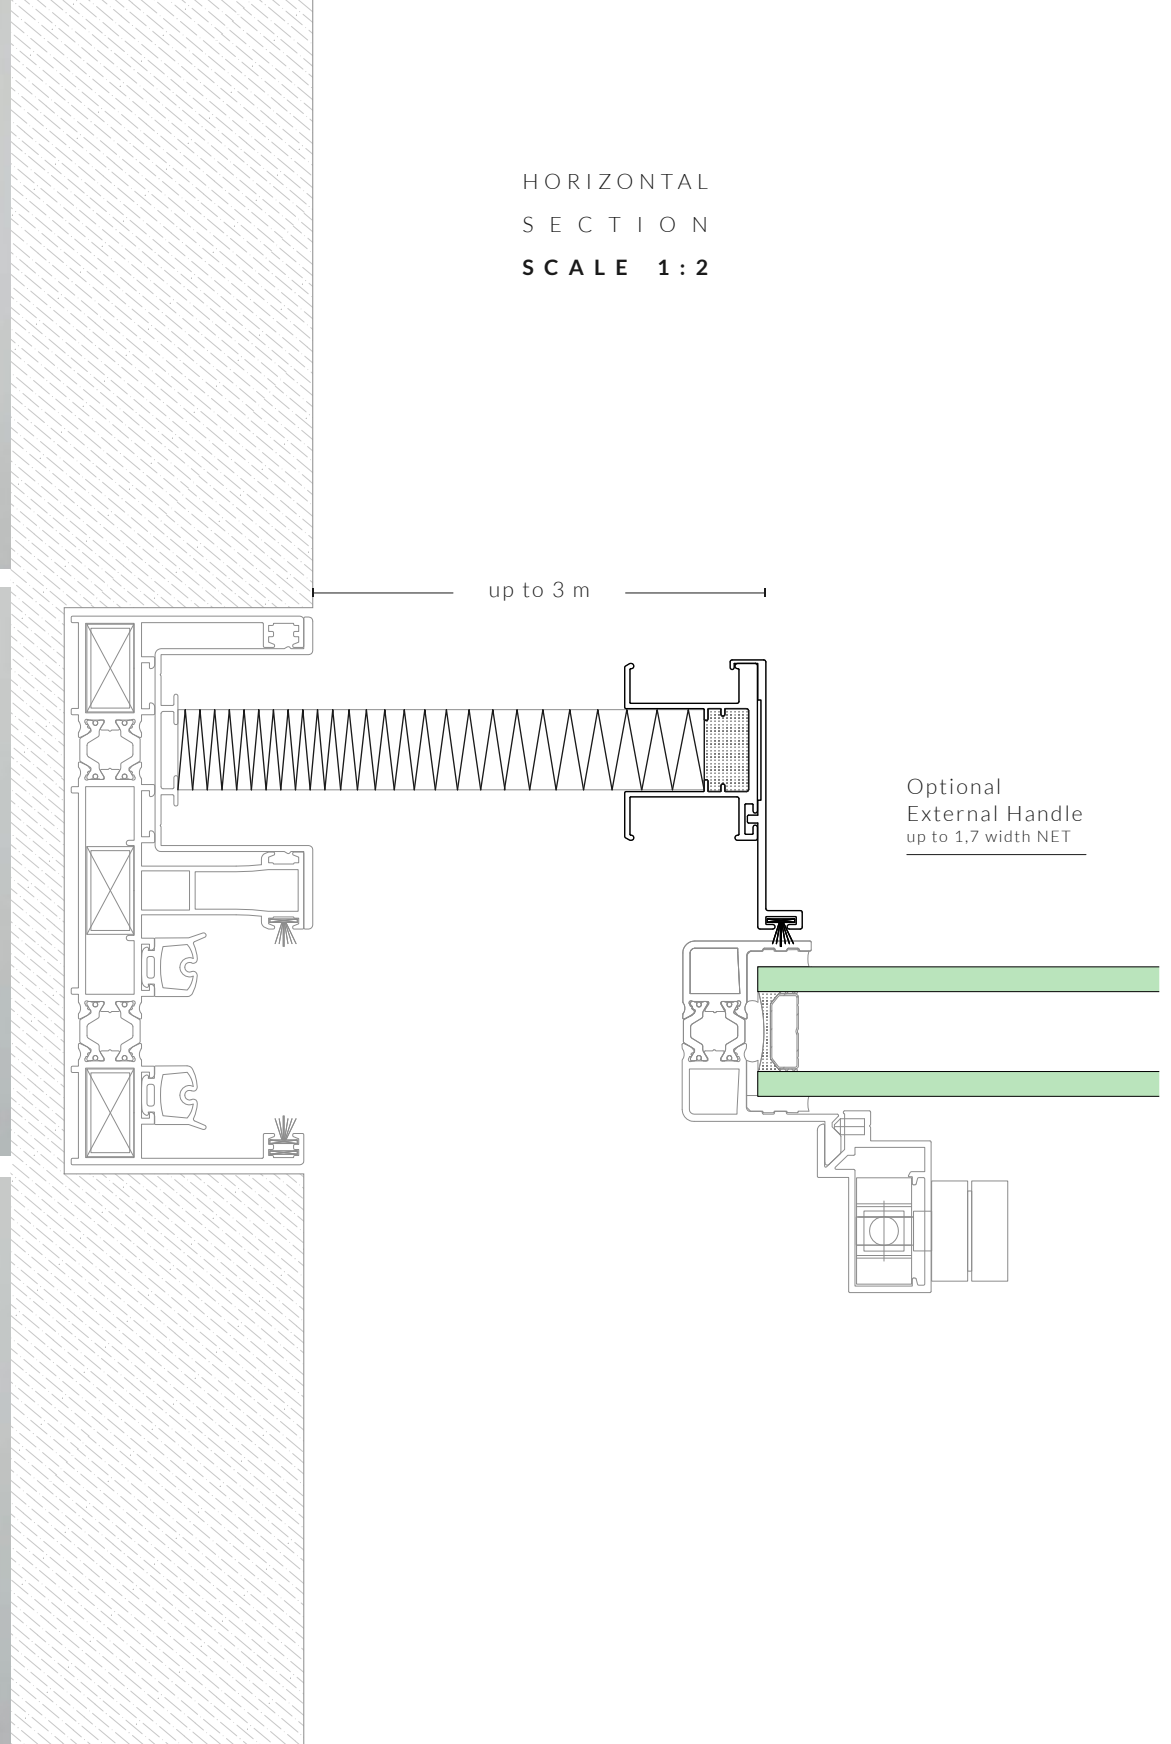 HORIZONTAL
SECTION
SCALE 1:2
up to 3 m
Optional
External Handle
up to 1,7 width NET